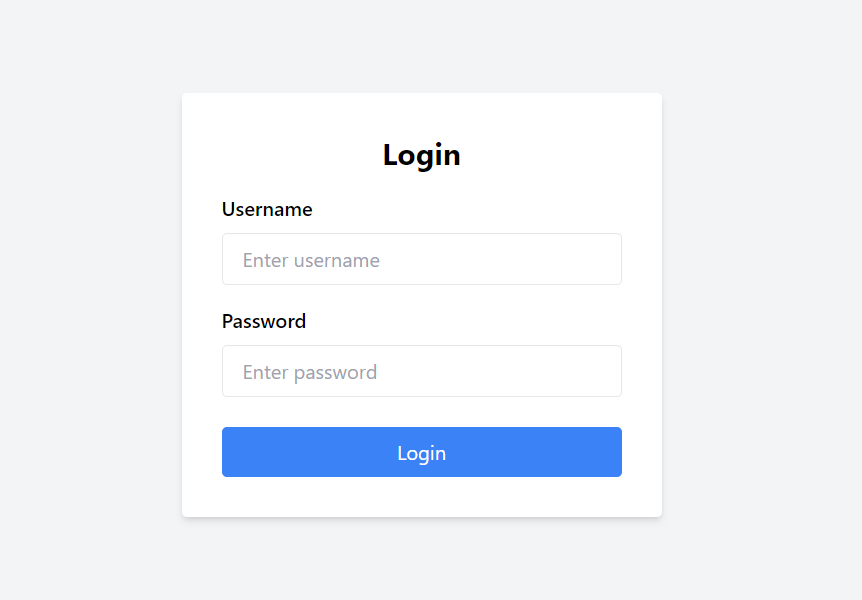 Login
Username
Enter username
Password
Enter password
Login